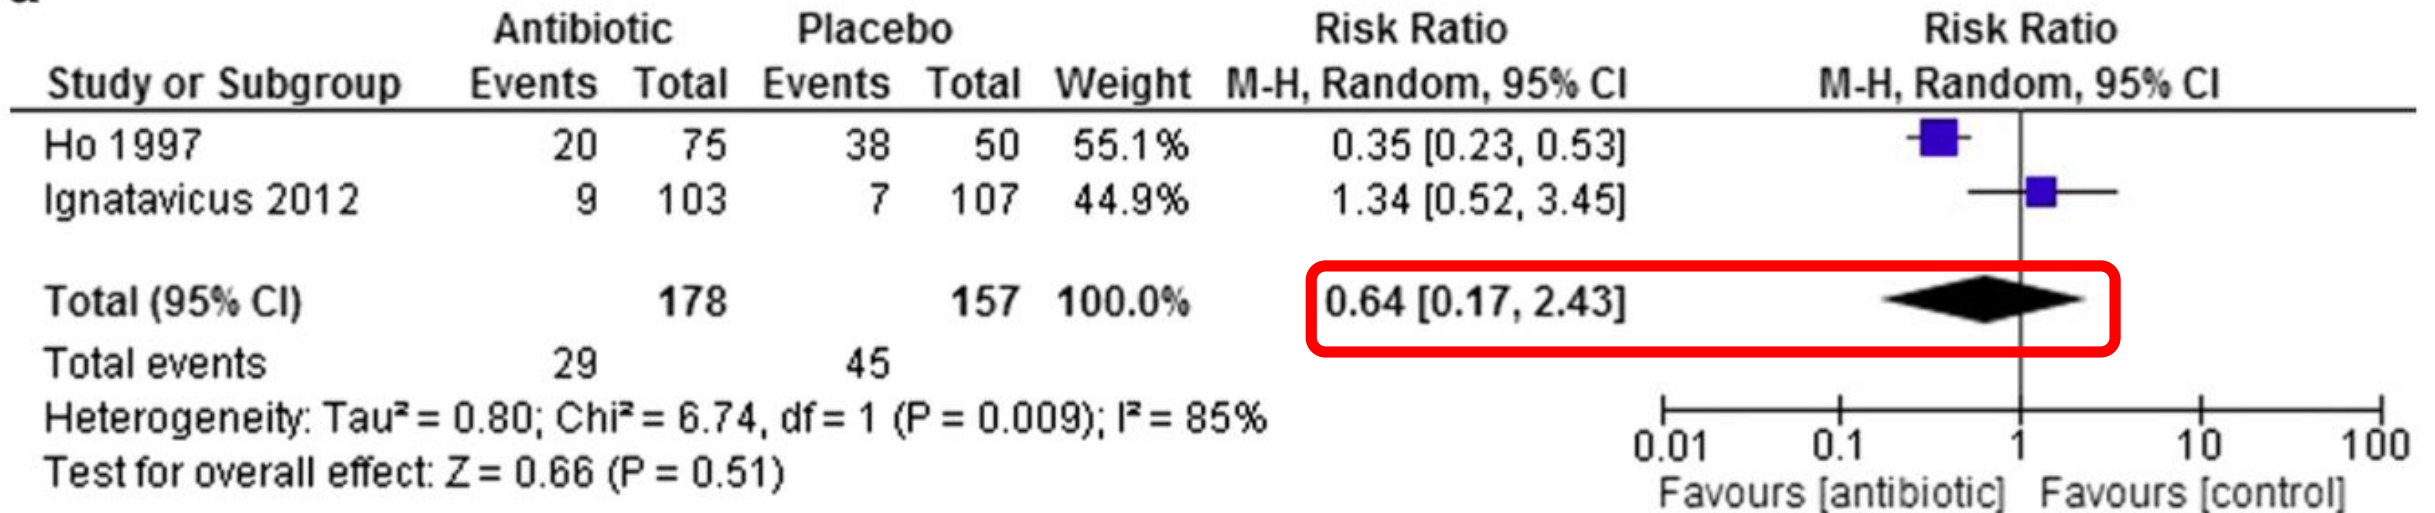 Antibiotic Placebo Risk Ratio Risk Ratio
Study or Subgroup Events Total Events Total Weight M-H, Random, 95% CI M-H, Random, 95% CI
Ho 1997 20 75 38 50 55.1% 0.35 [0.23, 0.53]
Ignatavicus 2012 9 103 7 107 44.9% 1.34 [0.52, 3.45]
Total (95% CI) 178 157 100.0% 0.64 [0.17, 2.43]
Total events 29 45
Heterogeneity: Tau² = 0.80; Chi² = 6.74, df = 1 (P = 0.009); I² = 85%
Test for overall effect: Z = 0.66 (P = 0.51)
0.01 0.1 1 10 100
Favours [antibiotic] Favours [control]